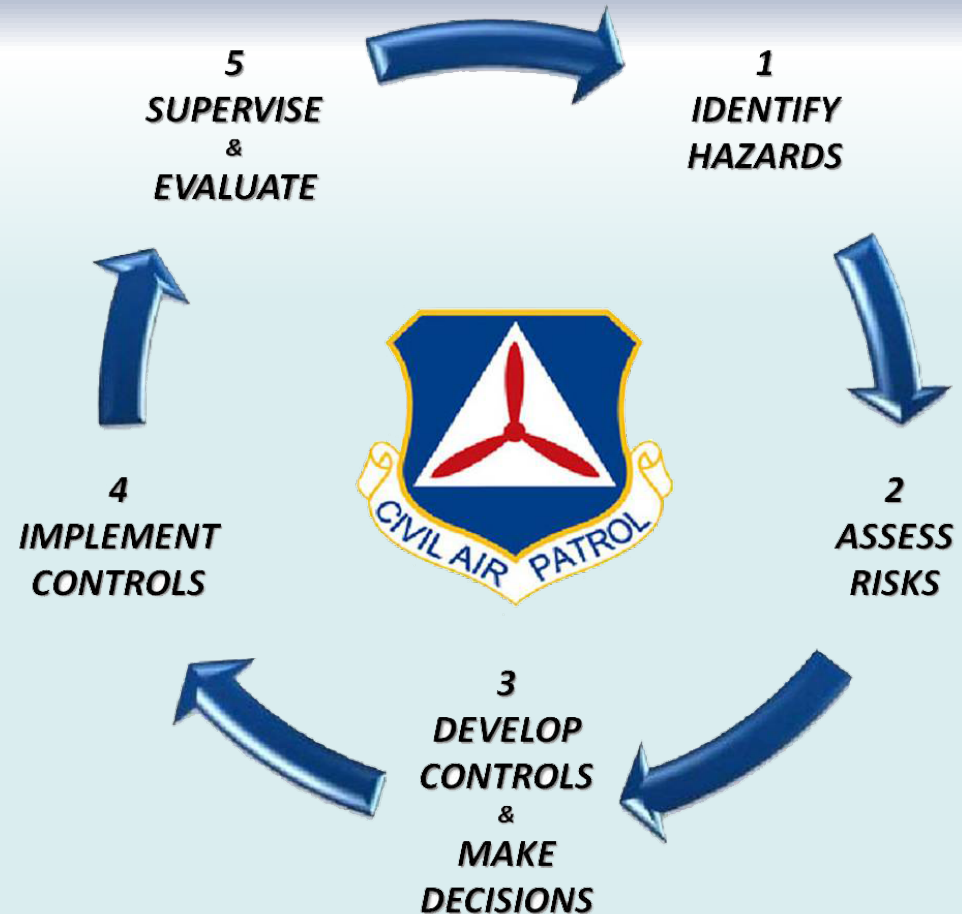 1
IDENTIFY
HAZARDS
2
ASSESS
RISKS
3
DEVELOP
CONTROLS
&
MAKE
DECISIONS
4
IMPLEMENT
CONTROLS
5
SUPERVISE
&
EVALUATE
CIVIL AIR PATROL